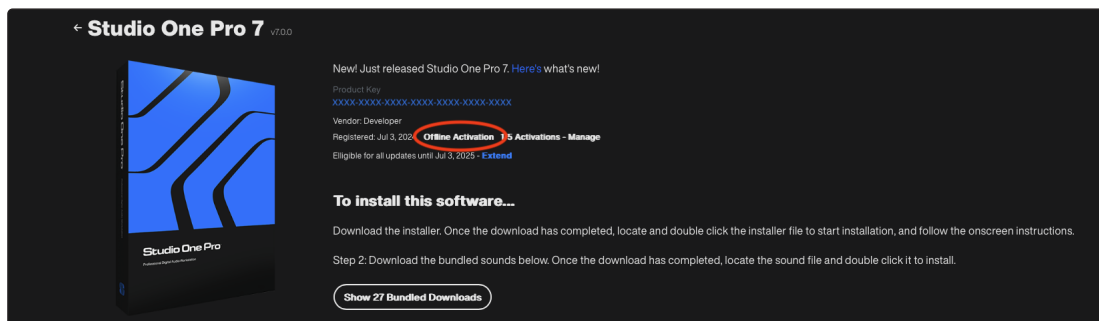 ← Studio One Pro 7 v7.0.0
New! Just released Studio One Pro 7. Here's what's new!
Product Key
XXXX-XXXX-XXXX-XXXX-XXXX-XXXX-XXXX
Vendor: Developer
Registered: Jul 3, 2024 Offline Activation 1/5 Activations - Manage
Elligible for all updates until Jul 3, 2025 - Extend
Studio One Pro
Studio One Pro
To install this software...
Download the installer. Once the download has completed, locate and double click the installer file to start installation, and follow the onscreen instructions.
Step 2: Download the bundled sounds below. Once the download has completed, locate the sound file and double click it to install.
Show 27 Bundled Downloads